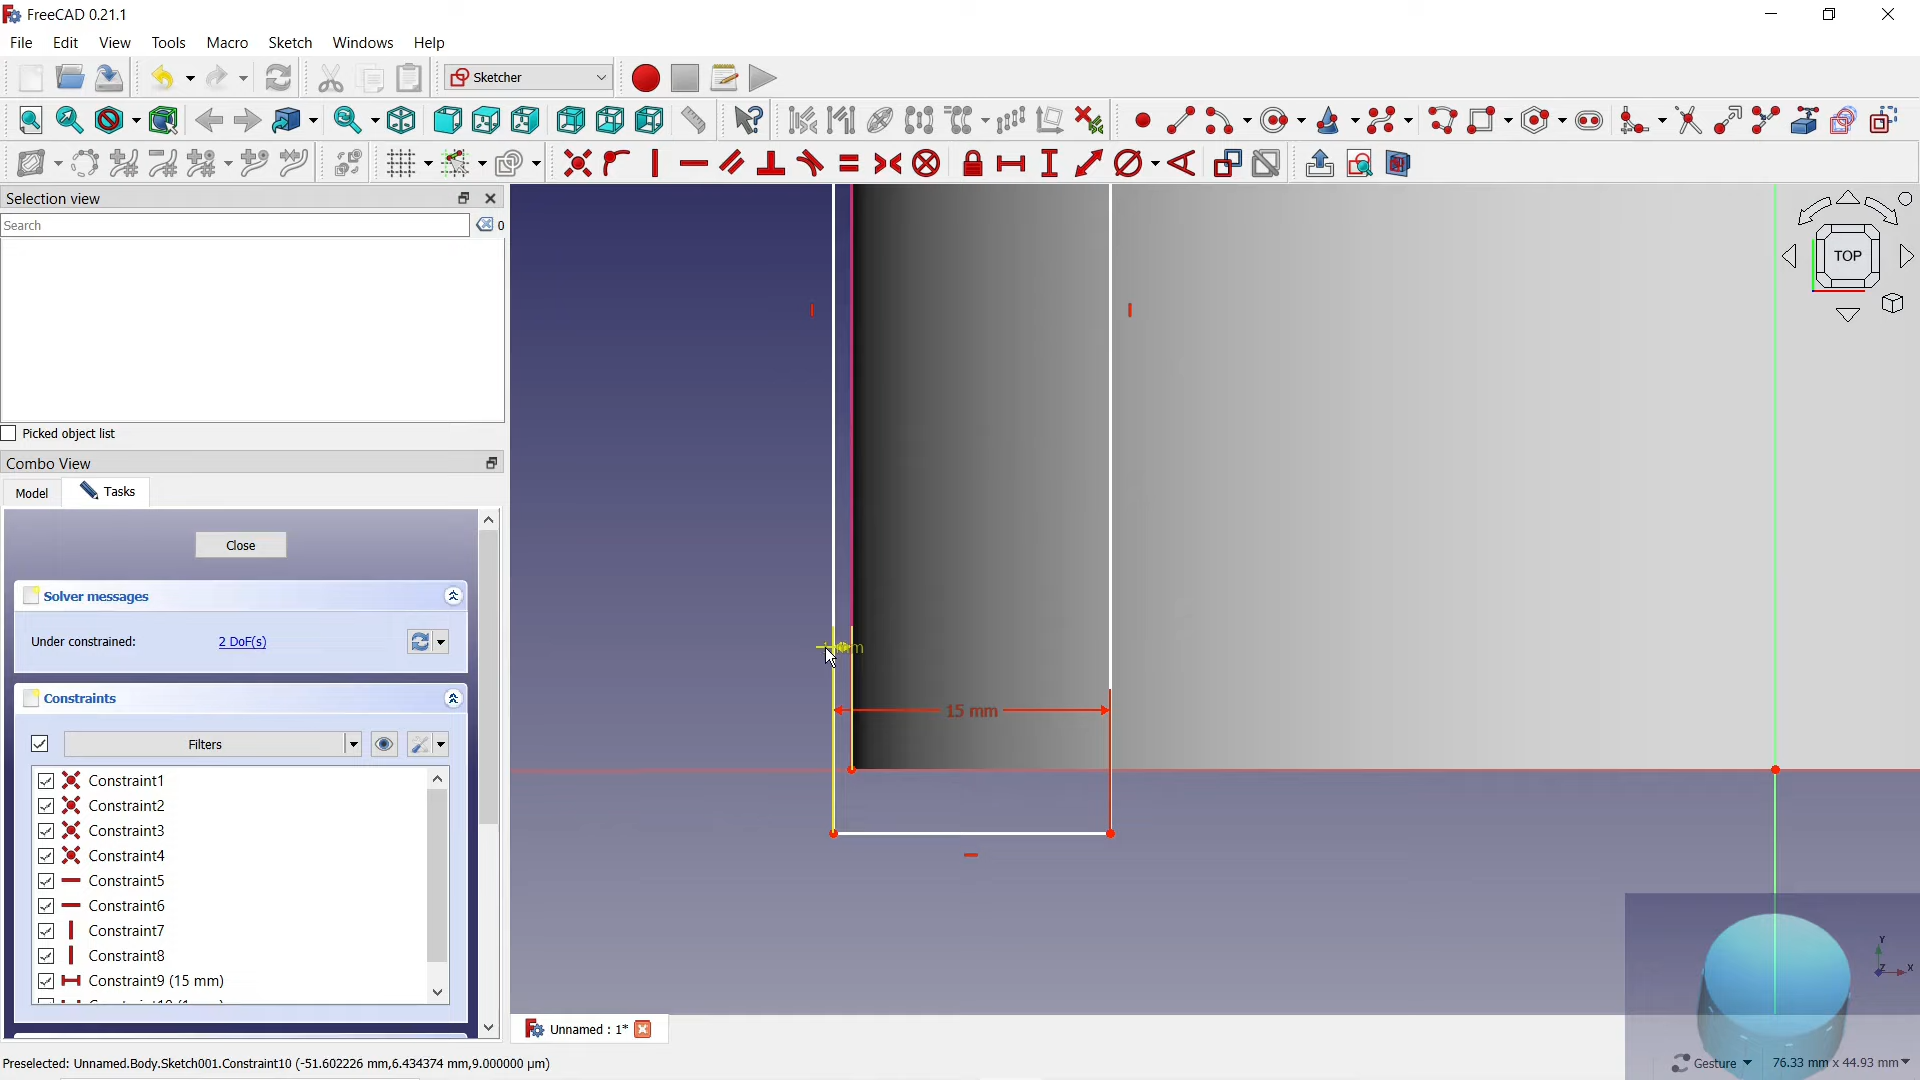 FreeCAD 0.21.1
File Edit View Tools Macro Sketch Windows Help
Sketcher
Selection view
Search
0
Picked object list
Combo View
Model Tasks
Close
Solver messages
Under constrained: 2 DoF(s)
Constraints
Filters
Constraint1
Constraint2
Constraint3
Constraint4
Constraint5
Constraint6
Constraint7
Constraint8
Constraint9 (15 mm)
TOP
15 mm
Y
Z X
Unnamed : 1*
Preselected: Unnamed.Body.Sketch001.Constraint10 (-51.602226 mm,6.434374 mm,9.000000 µm)
Gesture 76.33 mm x 44.93 mm